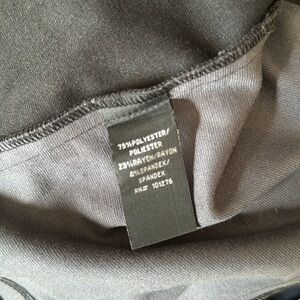 73%POLYESTER/
POLIESTER
23%RAYON/RAYON
4%SPANDEX/
SPANDEX
RN# 101276